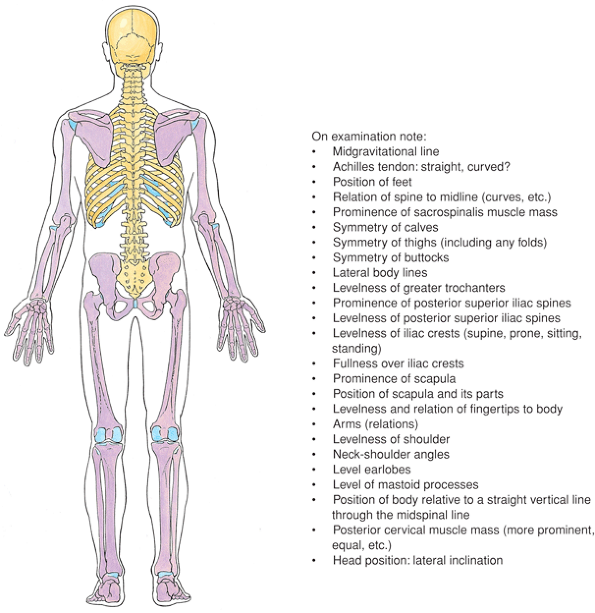 On examination note:
• Midgravitational line
• Achilles tendon: straight, curved?
• Position of feet
• Relation of spine to midline (curves, etc.)
• Prominence of sacrospinalis muscle mass
• Symmetry of calves
• Symmetry of thighs (including any folds)
• Symmetry of buttocks
• Lateral body lines
• Levelness of greater trochanters
• Prominence of posterior superior iliac spines
• Levelness of posterior superior iliac spines
• Levelness of iliac crests (supine, prone, sitting,
standing)
• Fullness over iliac crests
• Prominence of scapula
• Position of scapula and its parts
• Levelness and relation of fingertips to body
• Arms (relations)
• Levelness of shoulder
• Neck-shoulder angles
• Level earlobes
• Level of mastoid processes
• Position of body relative to a straight vertical line
through the midspinal line
• Posterior cervical muscle mass (more prominent,
equal, etc.)
• Head position: lateral inclination